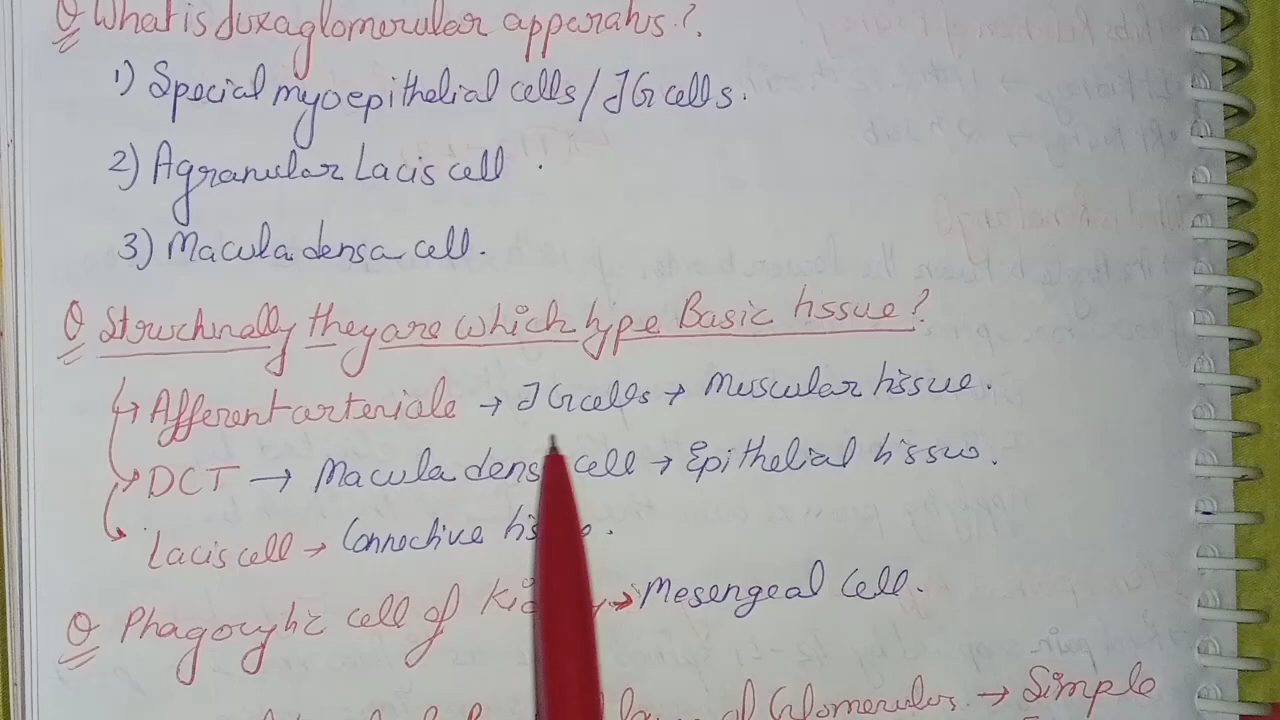 Q What is Juxaglomerular apparatus.?
1) Special myoepithelial cells / JG cells.
2) Agranular Lacis cell.
3) Macula densa cell.
Q Structurally they are which type Basic tissue?
→ Afferent arteriole → JG cells → Muscular tissue.
→ DCT → Macula dens cell → Epithelial tissue.
Lacis cell → Connective tis
Q Phagocytic cell of Ki → Mesengeal cell.
of Glomerulus. → Simple